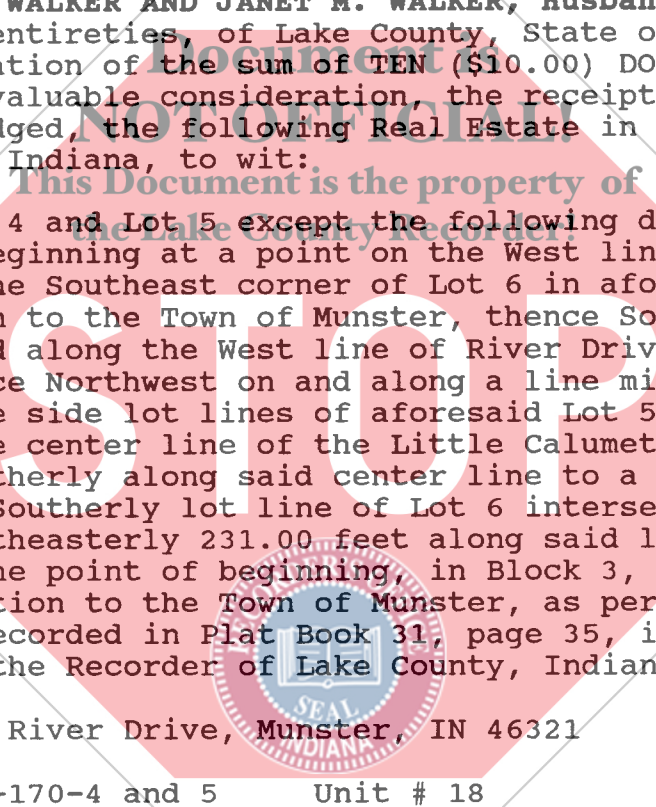 WALKER AND JANET M. WALKER, Husban
entireties, of Lake County, State o
ation of the sum of TEN ($10.00) DO
valuable consideration, the receipt
dged, the following Real Estate in
Indiana, to wit:
Document is
NOT OFFICIAL!
This Document is the property of
the Lake County Recorder!
4 and Lot 5 except the following d
eginning at a point on the West lin
he Southeast corner of Lot 6 in afo
n to the Town of Munster, thence So
d along the West line of River Driv
ce Northwest on and along a line mi
e side lot lines of aforesaid Lot 5
e center line of the Little Calumet
therly along said center line to a
Southerly lot line of Lot 6 interse
theasterly 231.00 feet along said l
he point of beginning, in Block 3,
tion to the Town of Munster, as per
ecorded in Plat Book 31, page 35, i
the Recorder of Lake County, Indian
STOP
SEAL
INDIANA
River Drive, Munster, IN 46321
-170-4 and 5 Unit # 18